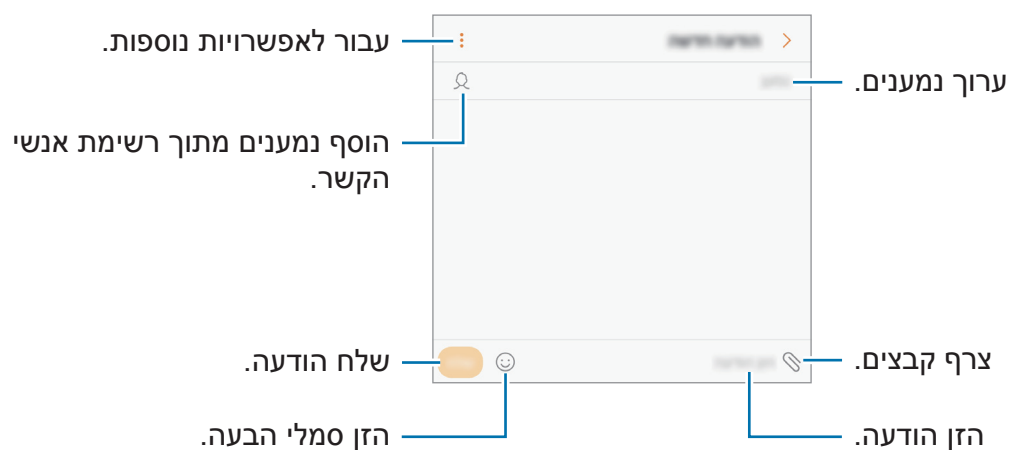 עבור לאפשרויות נוספות.
ערוך נמענים.
הוסף נמענים מתוך רשימת אנשי
הקשר.
צרף קבצים.
שלח הודעה.
הזן הודעה.
הזן סמלי הבעה.